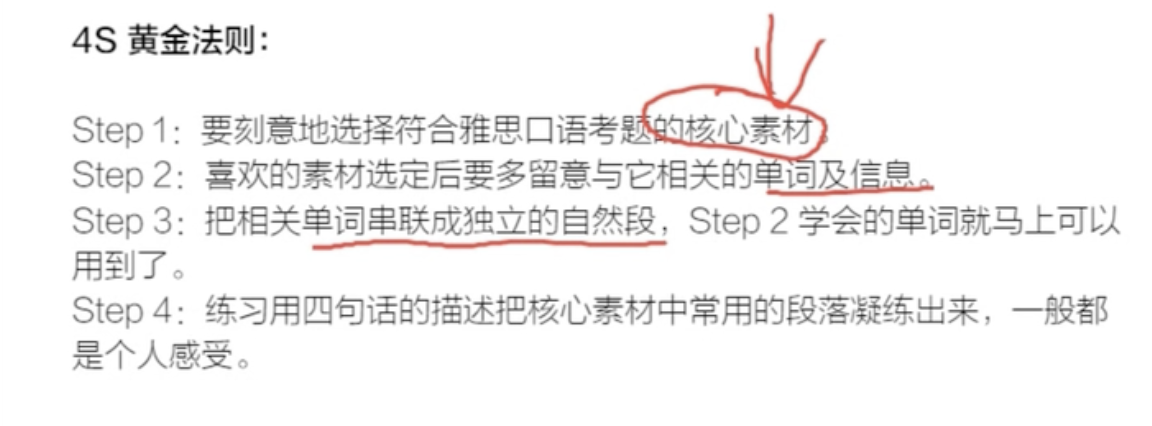 4S 黄金法则：
Step 1：要刻意地选择符合雅思口语考题的核心素材。
Step 2：喜欢的素材选定后要多留意与它相关的单词及信息。
Step 3：把相关单词串联成独立的自然段，Step 2 学会的单词就马上可以
用到了。
Step 4：练习用四句话的描述把核心素材中常用的段落凝练出来，一般都
是个人感受。